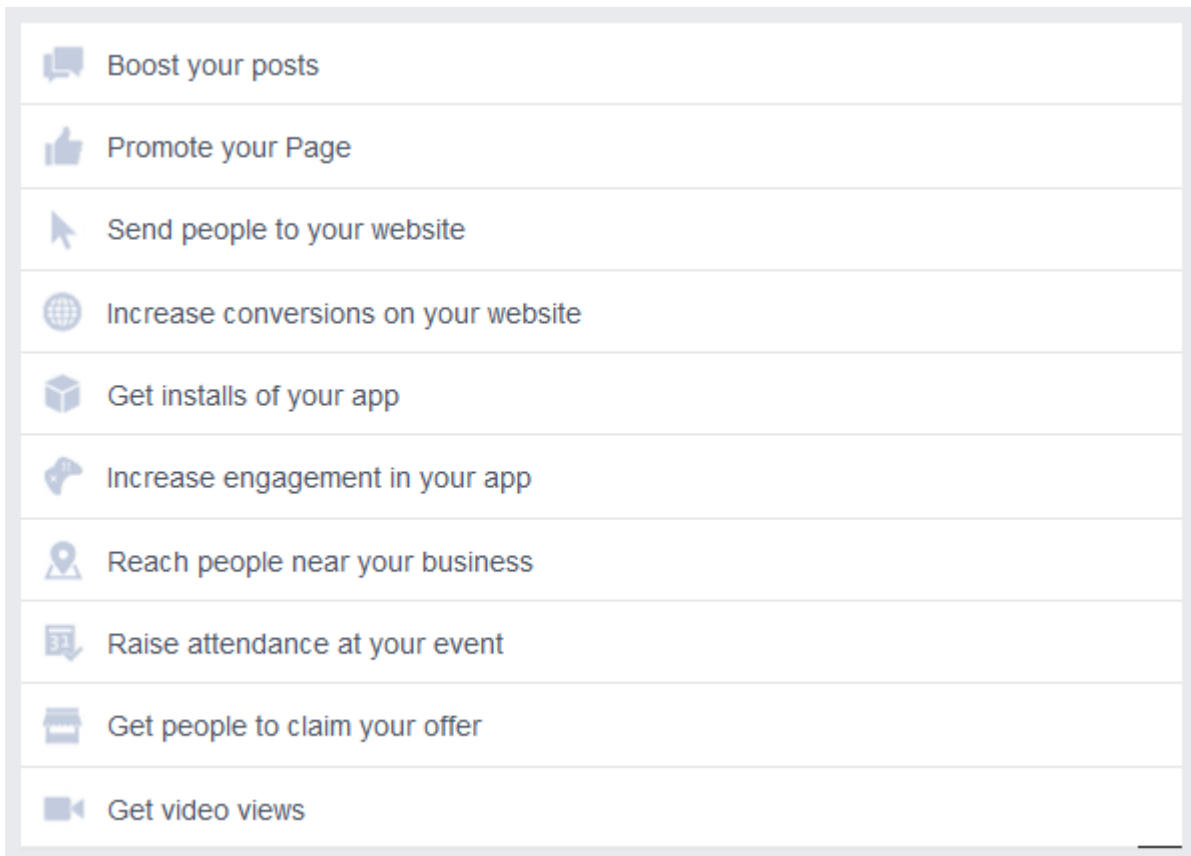 Boost your posts
Promote your Page
Send people to your website
Increase conversions on your website
Get installs of your app
Increase engagement in your app
Reach people near your business
31
Raise attendance at your event
Get people to claim your offer
Get video views